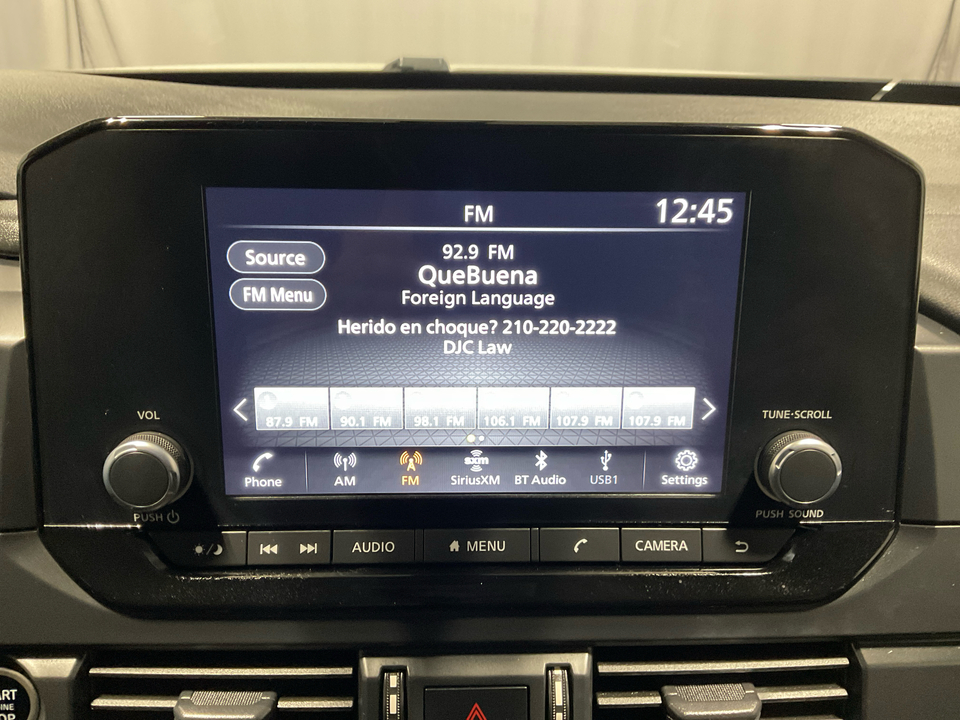 FM
12:45
Source
92.9 FM
QueBuena
FM Menu
Foreign Language
Herido en choque? 210-220-2222
DJC Law
87.9 FM 90.1 FM 98.1 FM 106.1 FM 107.9 FM 107.9 FM
VOL
TUNE·SCROLL
sxm
Phone AM FM SiriusXM BT Audio USB1 Settings
PUSH
PUSH SOUND
AUDIO MENU CAMERA